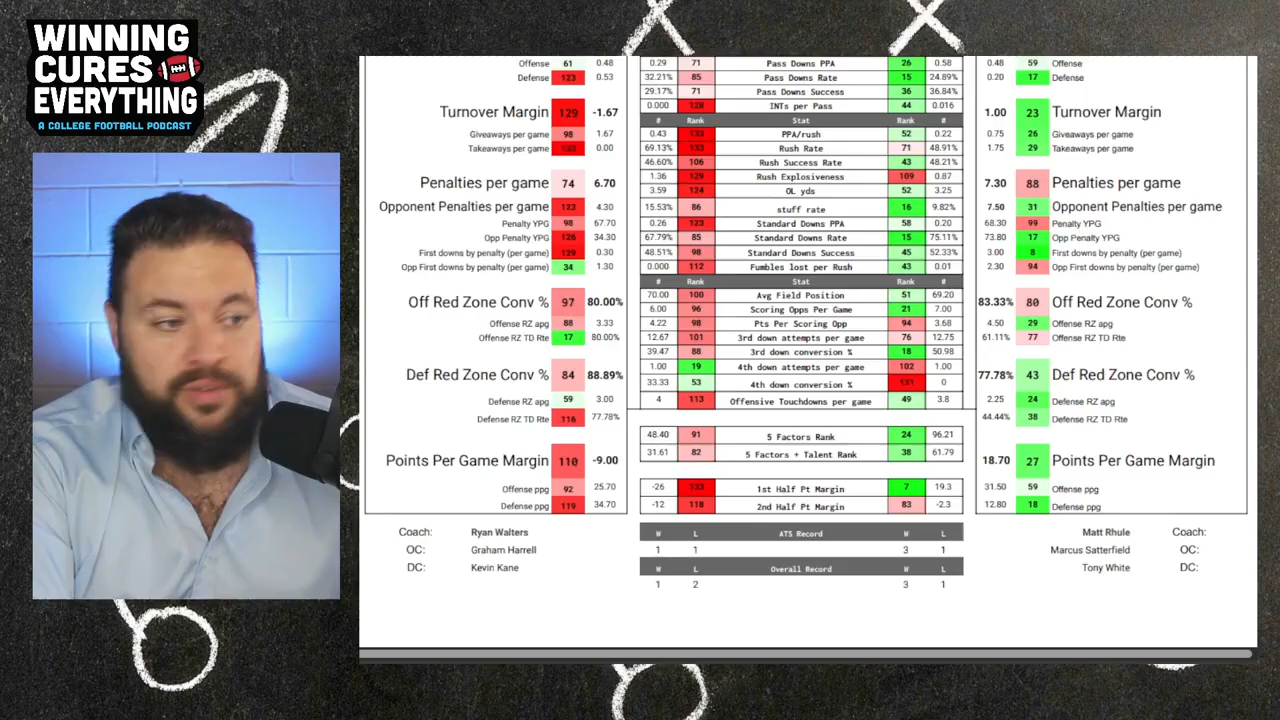 WINNING
CURES
EVERYTHING
A COLLEGE FOOTBALL PODCAST
Offense 61 0.48
Defense 123 0.53
Turnover Margin 129 -1.67
Giveaways per game 98 1.67
Takeaways per game 0.00
Penalties per game 74 6.70
Opponent Penalties per game 123 4.30
Penalty YPG 98 67.70
Opp Penalty YPG 126 34.30
First downs by penalty (per game) 129 0.30
Opp First downs by penalty (per game) 34 1.30
Off Red Zone Conv % 97 80.00%
Offense RZ apg 88 3.33
Offense RZ TD Rte 17 80.00%
Def Red Zone Conv % 84 88.89%
Defense RZ apg 59 3.00
Defense RZ TD Rte 116 77.78%
Points Per Game Margin 110 -9.00
Offense ppg 92 25.70
Defense ppg 119 34.70
Coach: Ryan Walters
OC: Graham Harrell
DC: Kevin Kane
0.29 71 Pass Downs PPA 26 0.58
32.21% 85 Pass Downs Rate 15 24.89%
29.17% 71 Pass Downs Success 36 36.84%
0.000 128 INTs per Pass 44 0.016
# Rank Stat Rank #
0.43 133 PPA/rush 52 0.22
69.13% 133 Rush Rate 71 48.91%
46.60% 106 Rush Success Rate 43 48.21%
1.36 129 Rush Explosiveness 109 0.87
3.59 124 OL yds 52 3.25
15.53% 86 stuff rate 16 9.82%
0.26 123 Standard Downs PPA 58 0.20
67.79% 85 Standard Downs Rate 15 75.11%
48.51% 98 Standard Downs Success 45 52.33%
0.000 112 Fumbles lost per Rush 43 0.01
# Rank Stat Rank #
70.00 100 Avg Field Position 51 69.20
6.00 96 Scoring Opps Per Game 21 7.00
4.22 98 Pts Per Scoring Opp 94 3.68
12.67 101 3rd down attempts per game 76 12.75
39.47 88 3rd down conversion % 18 50.98
1.00 19 4th down attempts per game 102 1.00
33.33 53 4th down conversion % 131 0
4 113 Offensive Touchdowns per game 49 3.8
48.40 91 5 Factors Rank 24 96.21
31.61 82 5 Factors + Talent Rank 38 61.79
-26 133 1st Half Pt Margin 7 19.3
-12 118 2nd Half Pt Margin 83 -2.3
W L ATS Record W L
1 1 3 1
W L Overall Record W L
1 2 3 1
0.48 59 Offense
0.20 17 Defense
1.00 23 Turnover Margin
0.75 26 Giveaways per game
1.75 29 Takeaways per game
7.30 88 Penalties per game
7.50 31 Opponent Penalties per game
68.30 99 Penalty YPG
73.80 17 Opp Penalty YPG
3.00 8 First downs by penalty (per game)
2.30 94 Opp First downs by penalty (per game)
83.33% 80 Off Red Zone Conv %
4.50 29 Offense RZ apg
61.11% 77 Offense RZ TD Rte
77.78% 43 Def Red Zone Conv %
2.25 24 Defense RZ apg
44.44% 38 Defense RZ TD Rte
18.70 27 Points Per Game Margin
31.50 59 Offense ppg
12.80 18 Defense ppg
Matt Rhule Coach:
Marcus Satterfield OC:
Tony White DC: